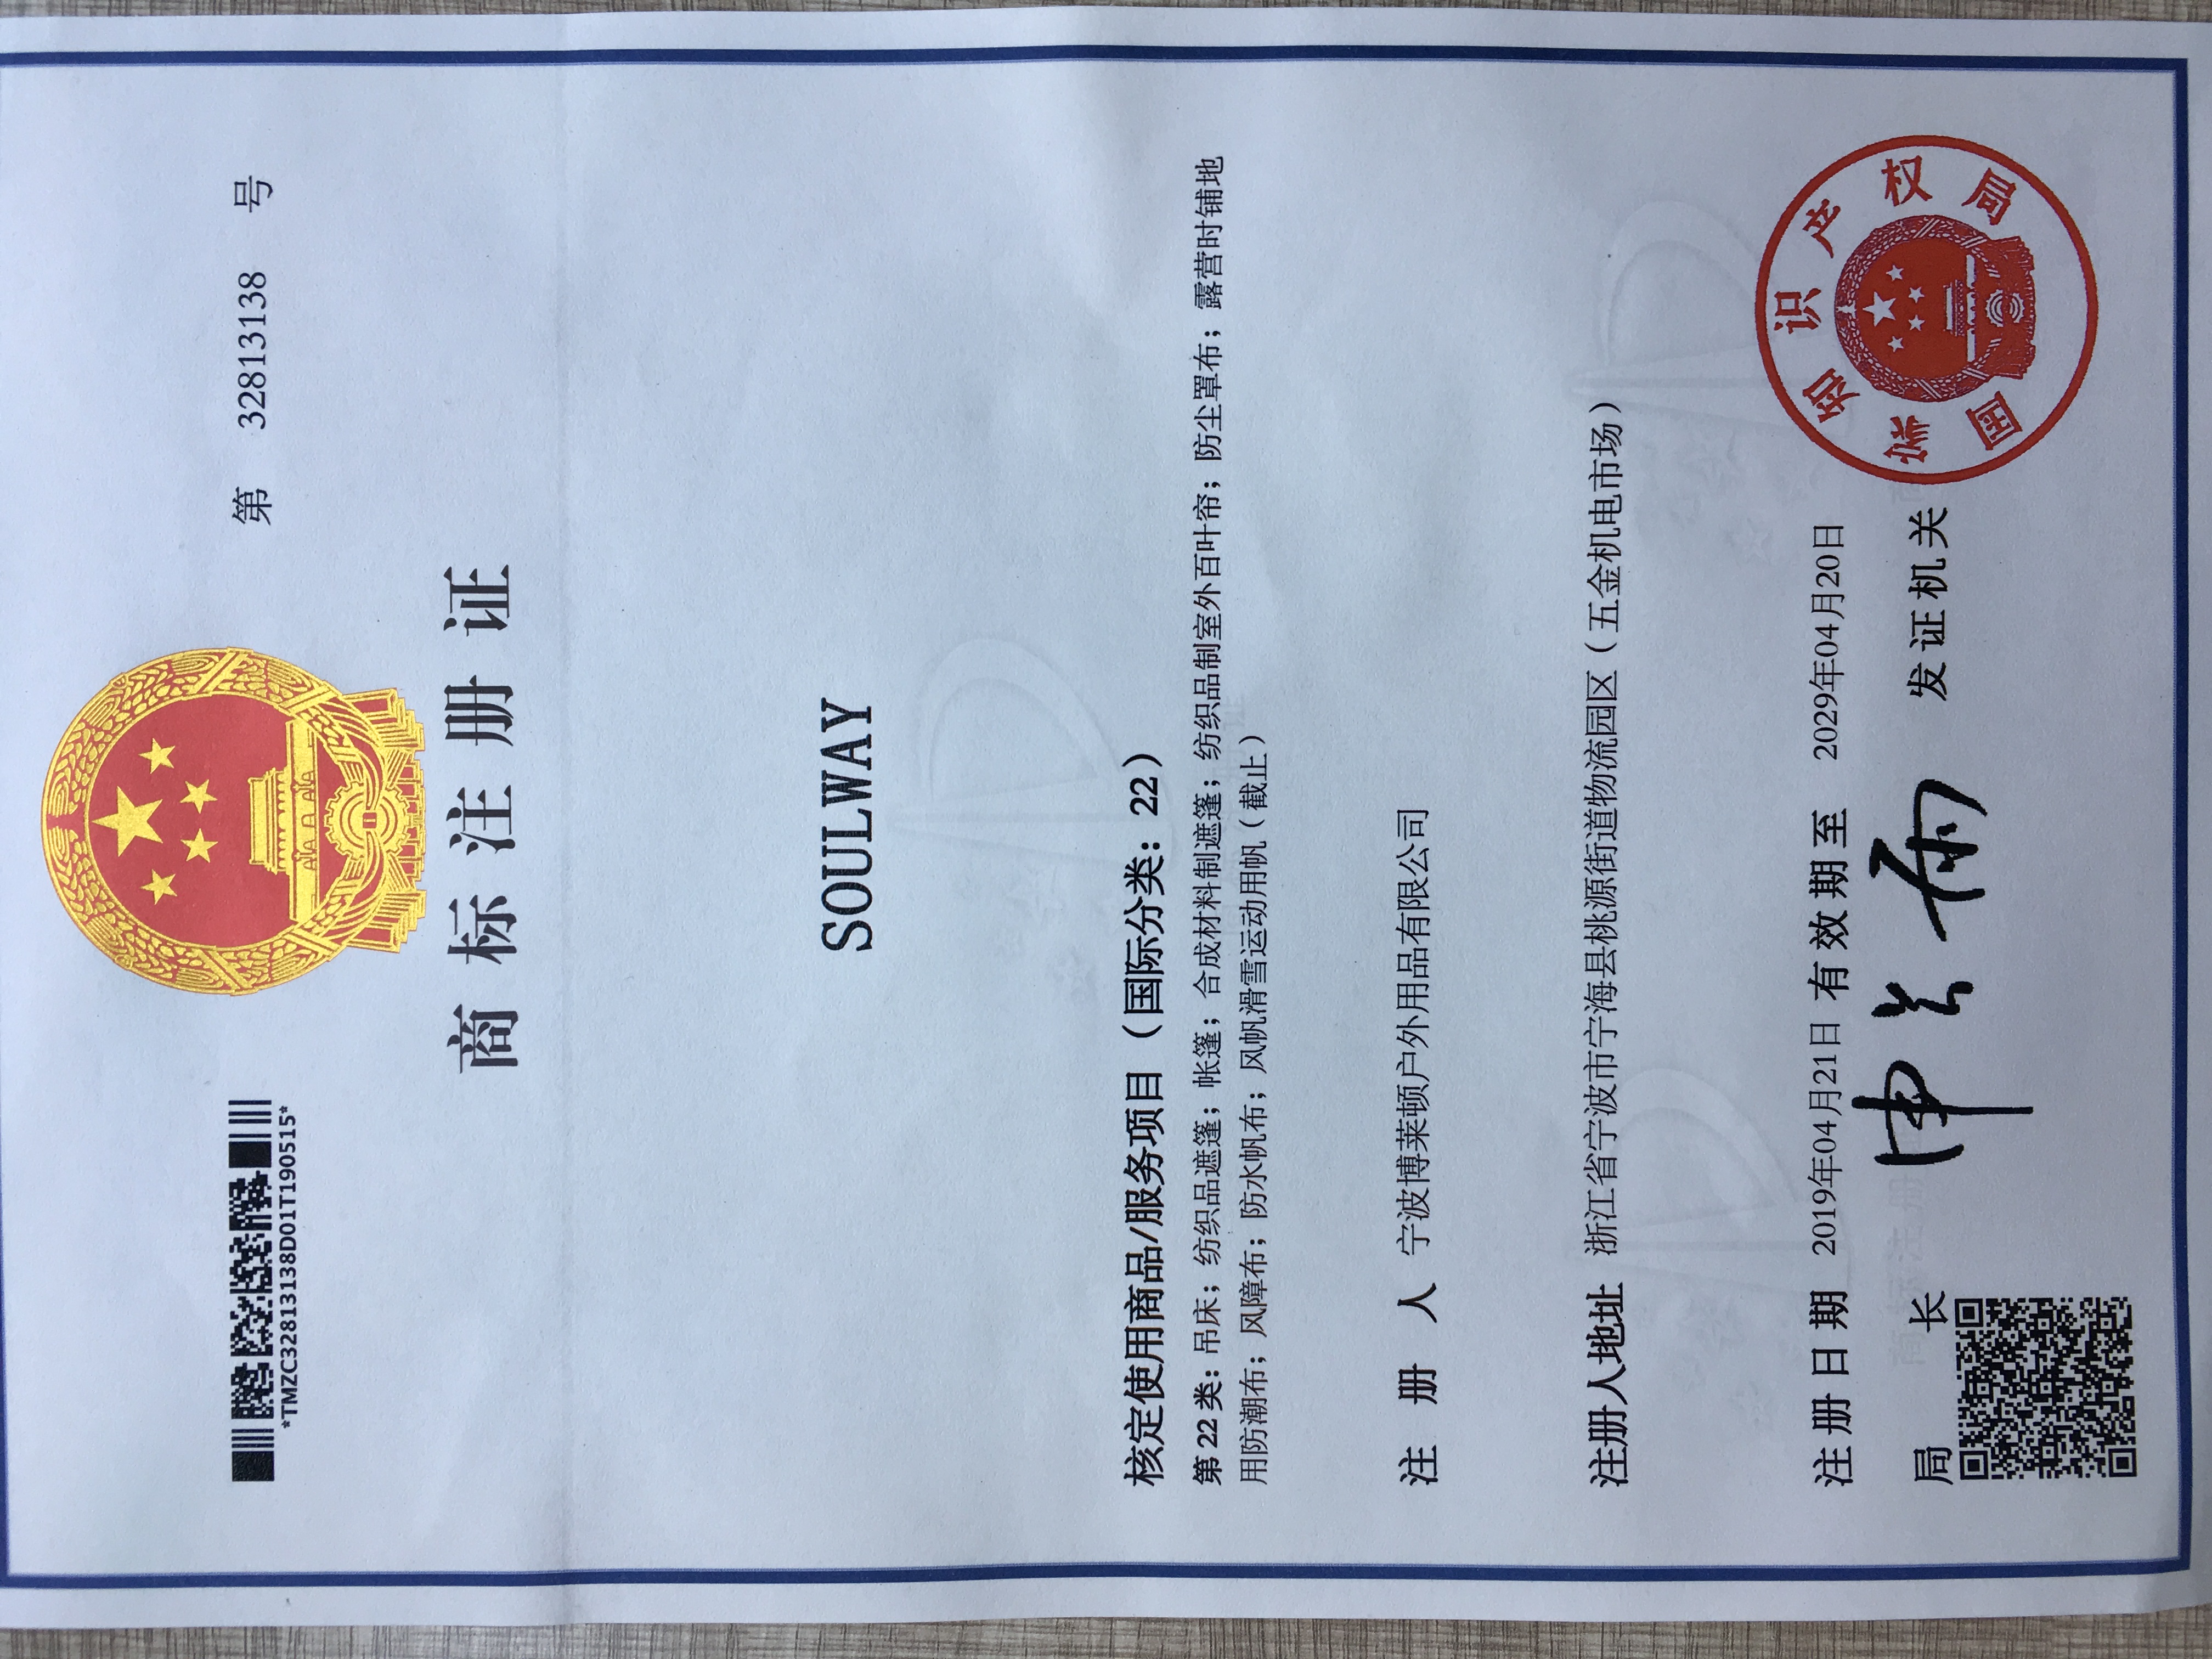 *TMZC32813138D01T190515*
第 32813138 号
商标注册证
SOULWAY
核定使用商品/服务项目（国际分类：22）
第22类：吊床；纺织品遮篷；帐篷；合成材料制遮篷；纺织品制室外百叶帘；防尘罩布；露营时铺地
用防潮布；风障布；防水帆布；风帆滑雪运动用帆（截止）
注册人 宁波博莱顿户外用品有限公司
注册人地址 浙江省宁波市宁海县桃源街道物流园区（五金机电市场）
注册日期 2019年04月21日 有效期至 2029年04月20日
局长 申长雨 发证机关
国家知识产权局